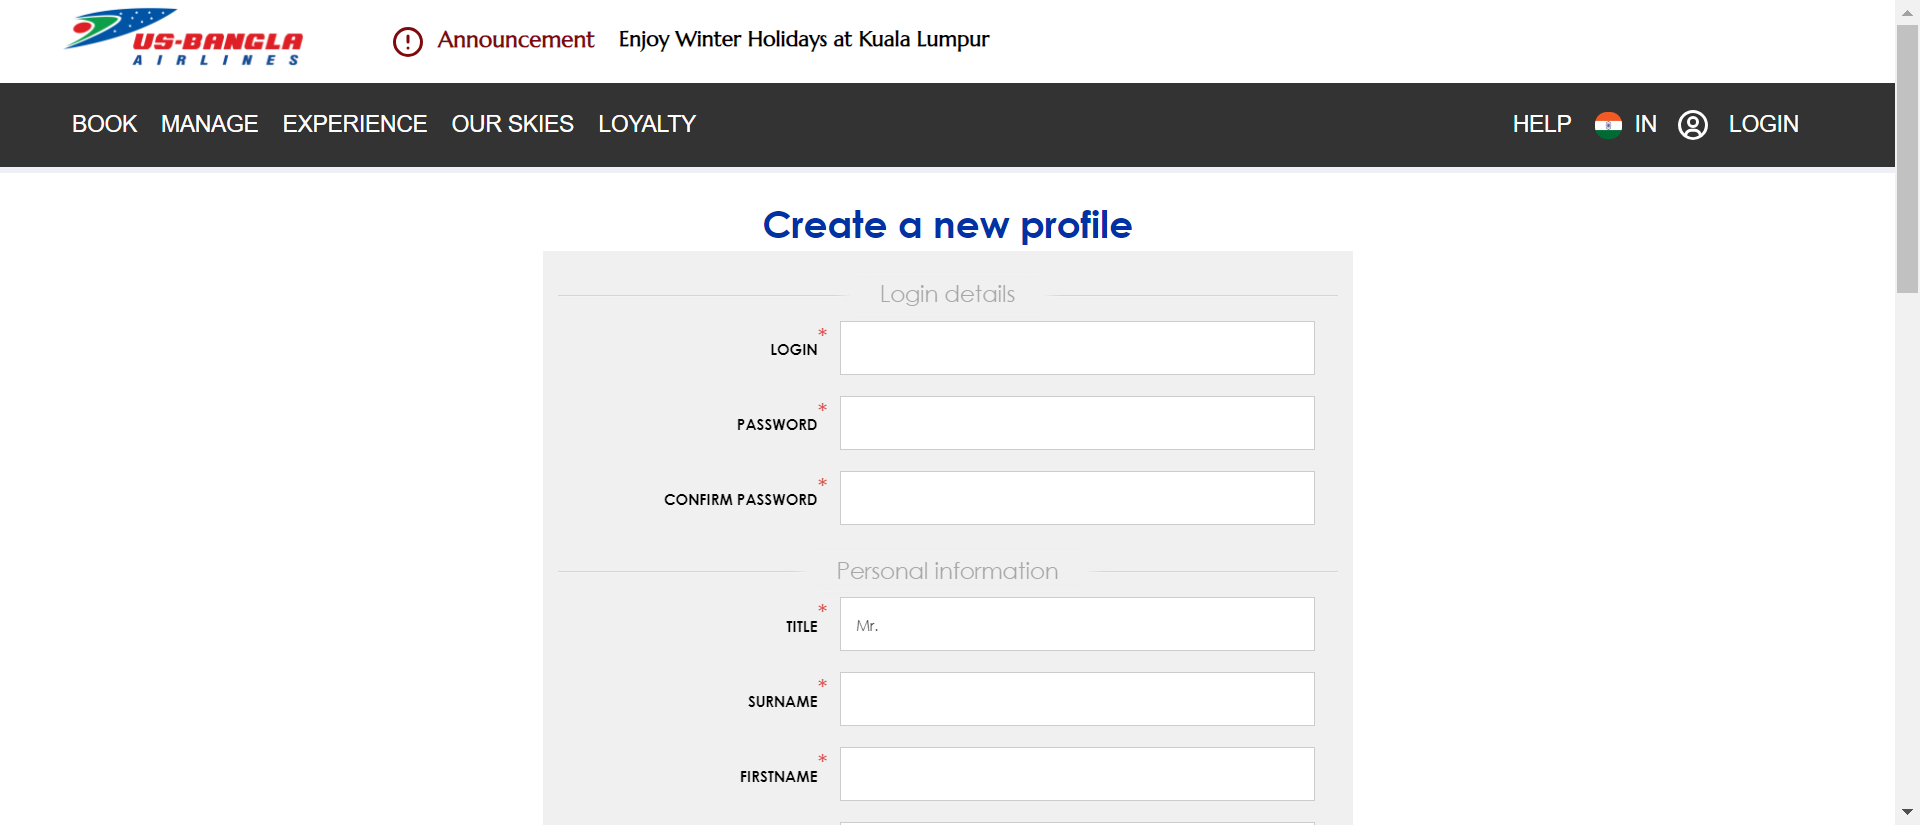 US-BANGLA
AIRLINES
Announcement Enjoy Winter Holidays at Kuala Lumpur
BOOK MANAGE EXPERIENCE OUR SKIES LOYALTY HELP IN LOGIN
Create a new profile
Login details
LOGIN *
PASSWORD *
CONFIRM PASSWORD *
Personal information
TITLE * Mr.
SURNAME *
FIRSTNAME *